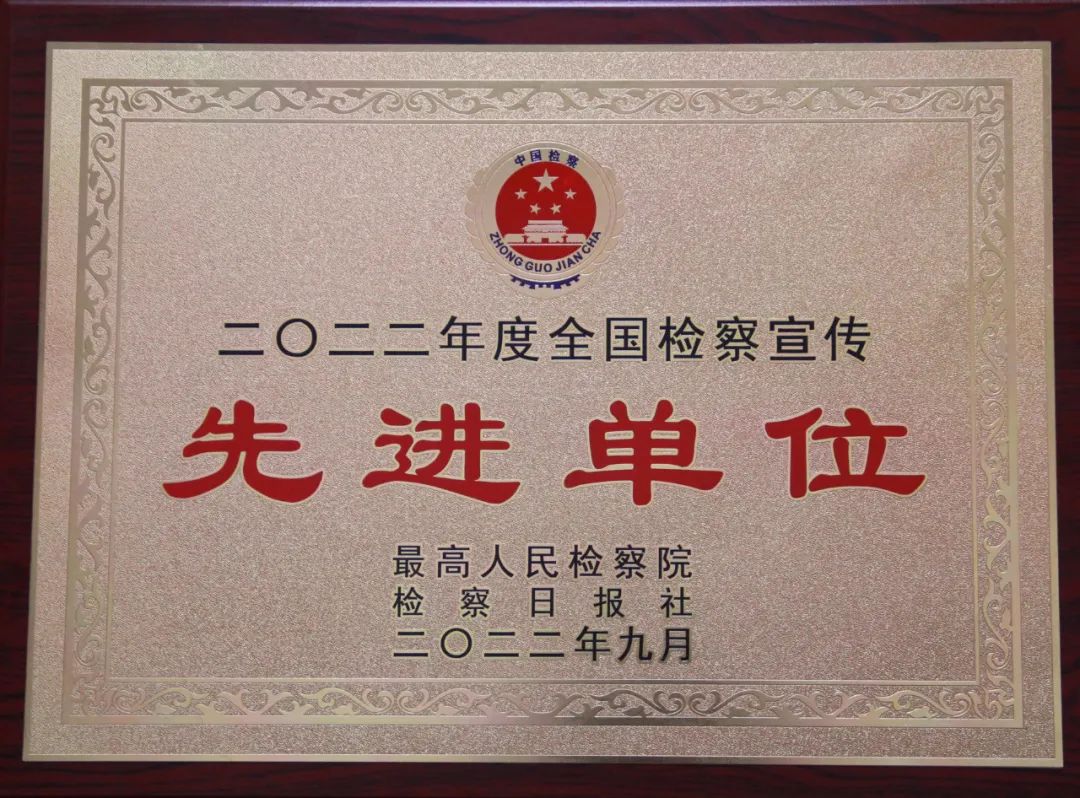 中国检察
ZHONG GUO JIAN CHA
二〇二二年度全国检察宣传
先进单位
最高人民检察院
检察日报社
二〇二二年九月